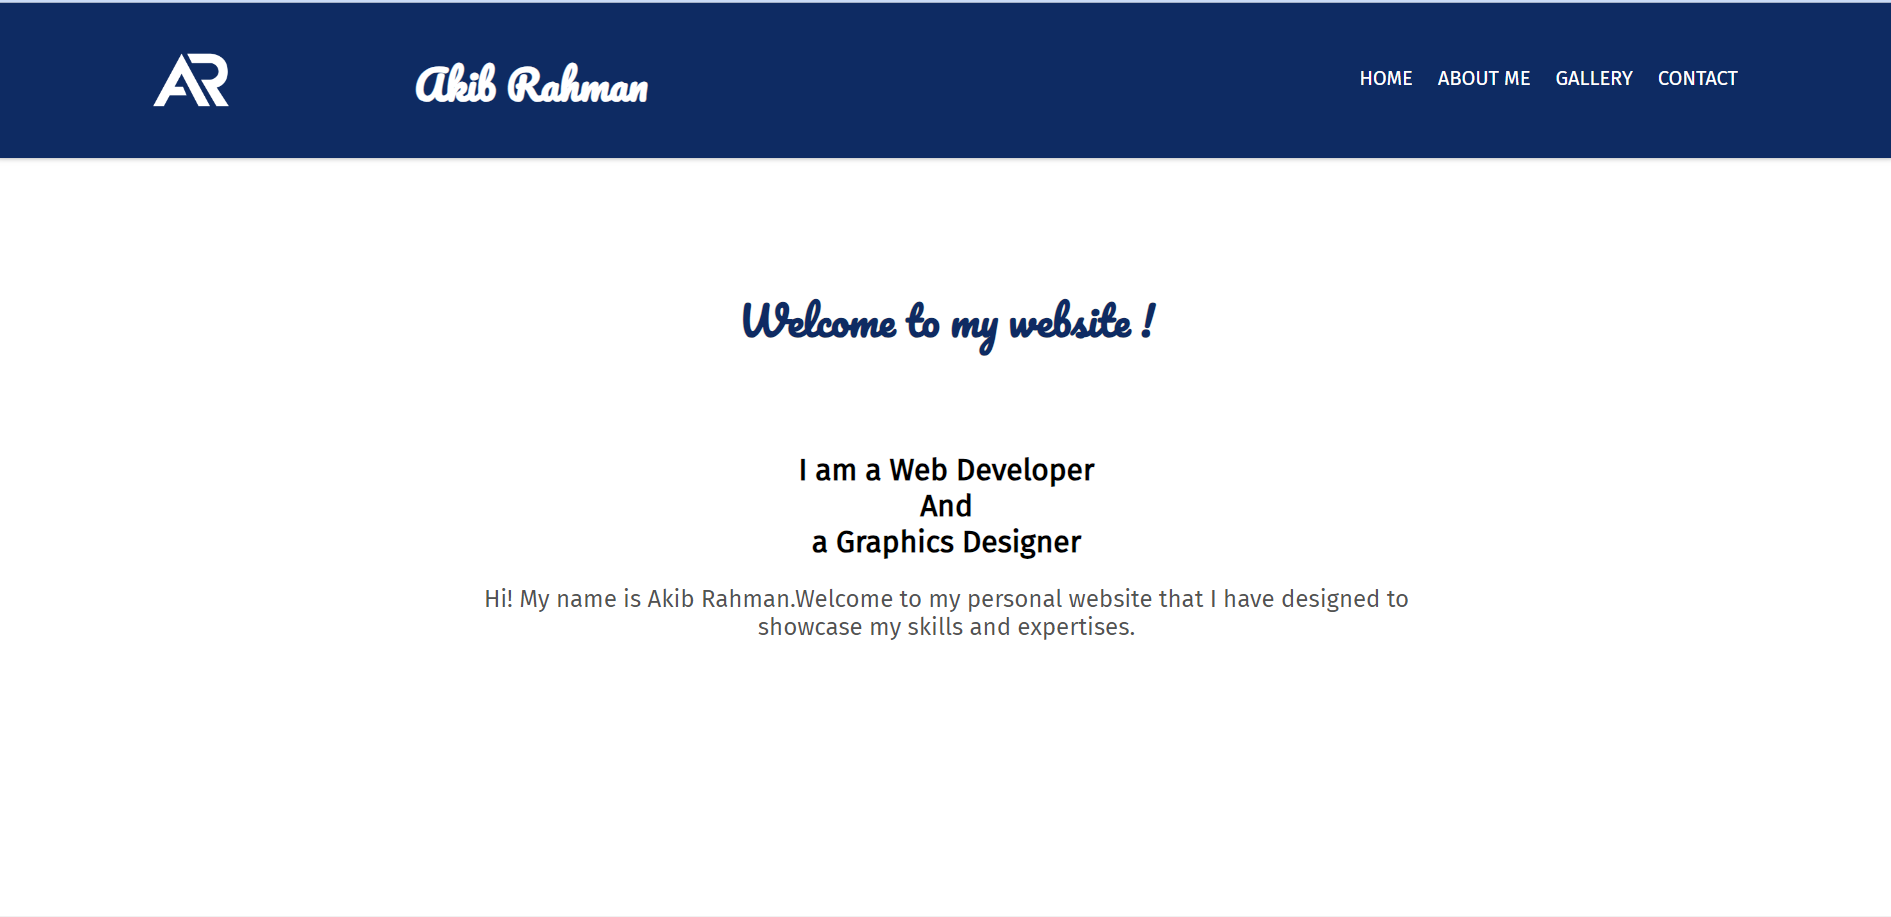 AR
Akib Rahman
HOME ABOUT ME GALLERY CONTACT
Welcome to my website !
I am a Web Developer
And
a Graphics Designer
Hi! My name is Akib Rahman.Welcome to my personal website that I have designed to
showcase my skills and expertises.